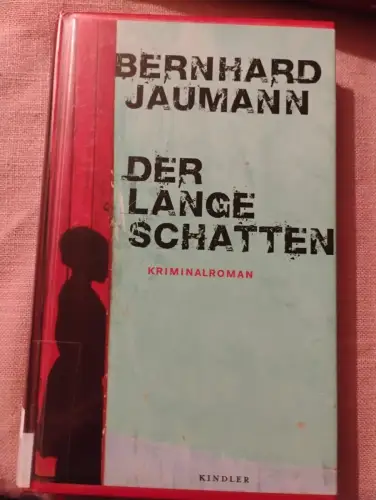 BERNHARD
JAUMANN
DER
LANGE
SCHATTEN
KRIMINALROMAN
KINDLER